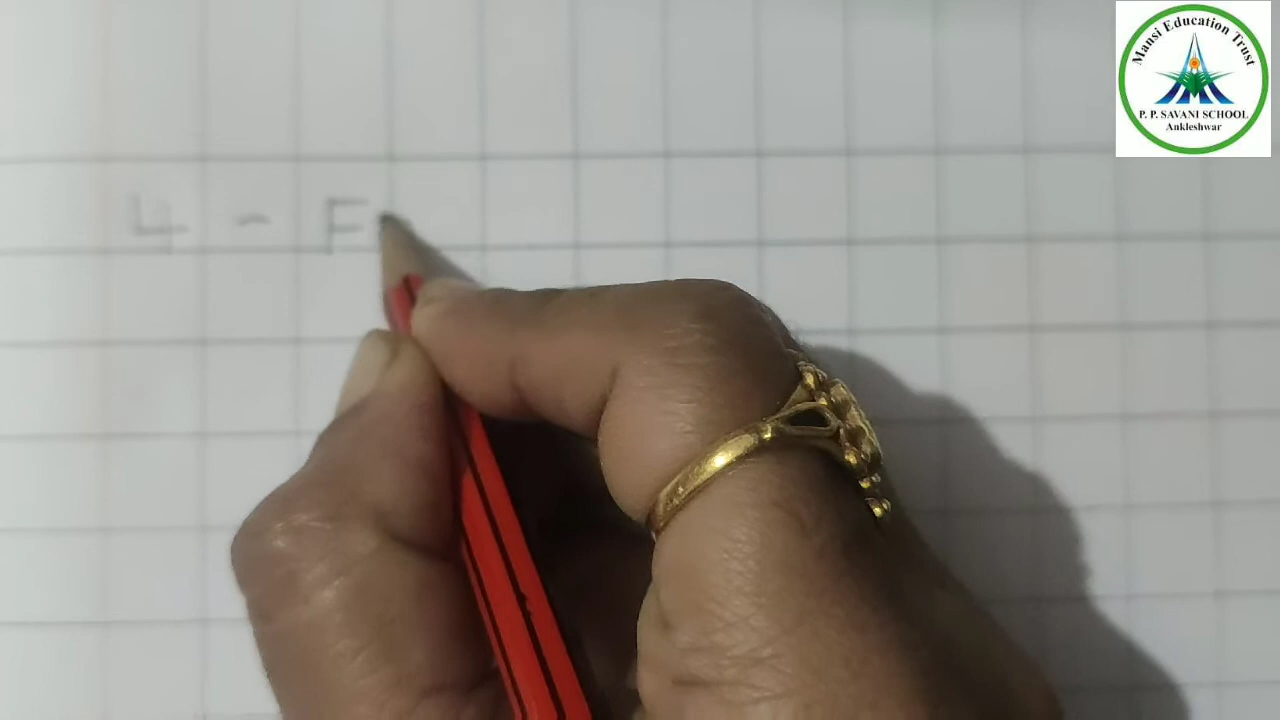 Mansi Education Trust
P. P. SAVANI SCHOOL
Ankleshwar
4 - F